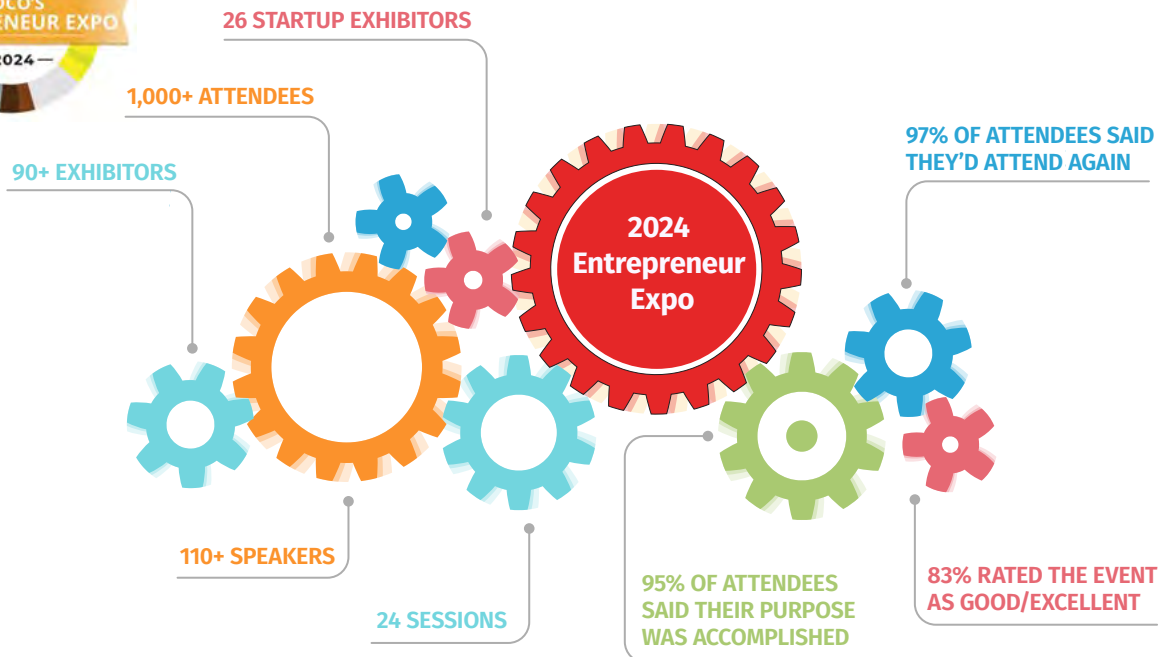 EXPO
2024
26 STARTUP EXHIBITORS
1,000+ ATTENDEES
90+ EXHIBITORS
2024
Entrepreneur
Expo
97% OF ATTENDEES SAID
THEY'D ATTEND AGAIN
110+ SPEAKERS
24 SESSIONS
95% OF ATTENDEES
SAID THEIR PURPOSE
WAS ACCOMPLISHED
83% RATED THE EVENT
AS GOOD/EXCELLENT